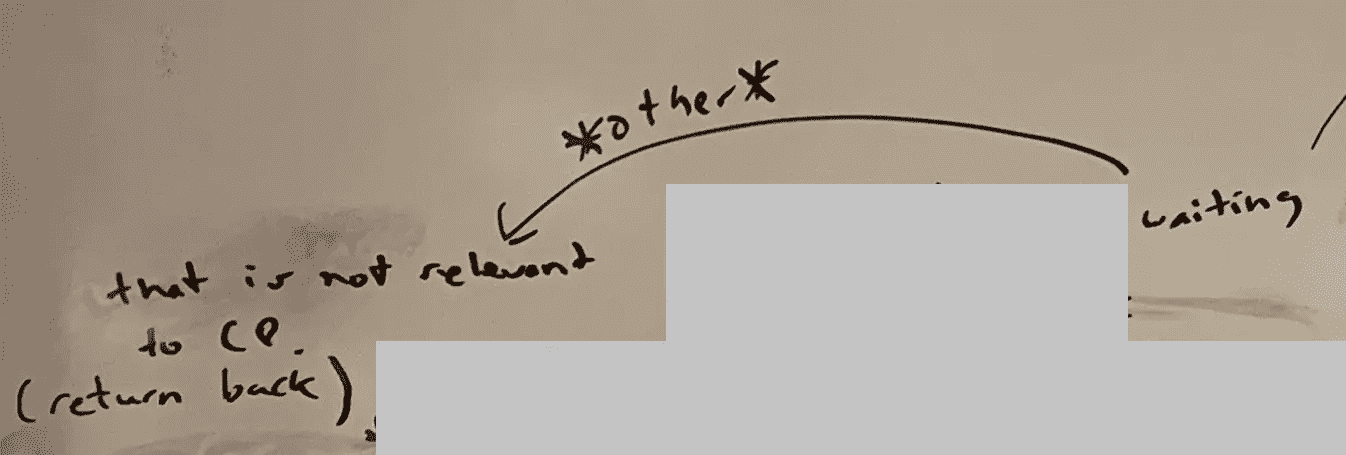 *other*
waiting
that is not relevant
to CP.
(return back)